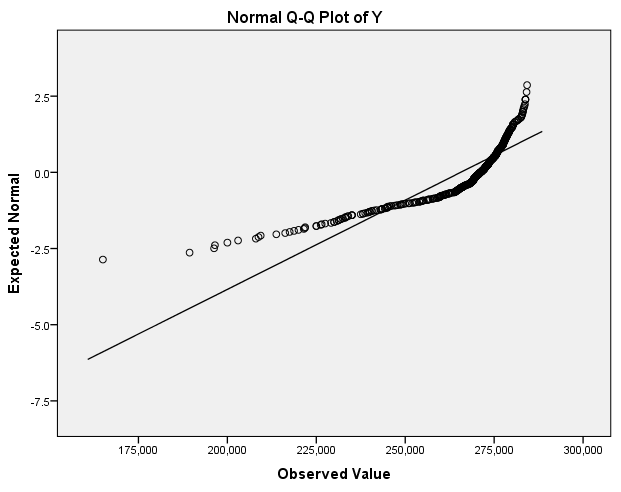 Normal Q-Q Plot of Y
Expected Normal
2.5
0.0
-2.5
-5.0
-7.5
175,000 200,000 225,000 250,000 275,000 300,000
Observed Value